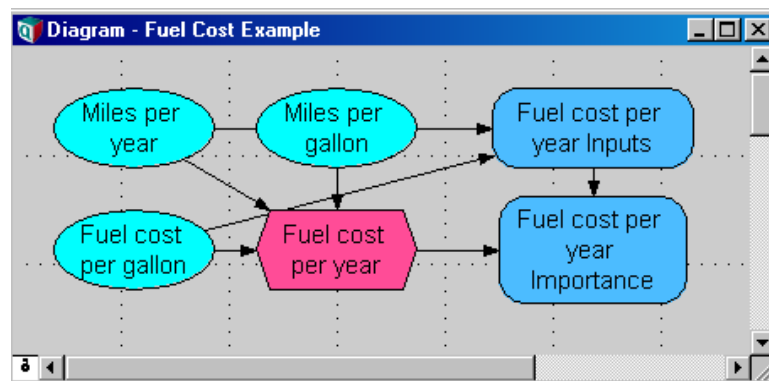 Diagram - Fuel Cost Example
Miles per
year
Miles per
gallon
Fuel cost per
year Inputs
Fuel cost
per gallon
Fuel cost
per year
Fuel cost per
year
Importance